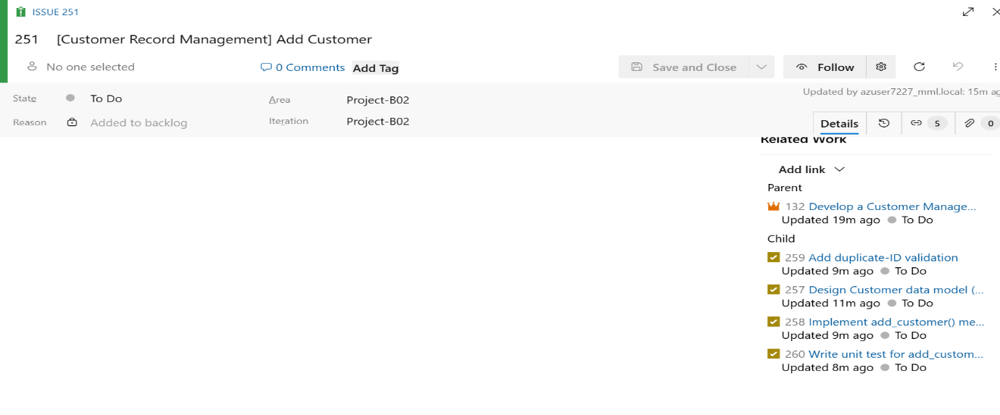 ISSUE 251
251 [Customer Record Management] Add Customer
No one selected 0 Comments Add Tag Save and Close Follow
State To Do Area Project-B02 Updated by azuser7227_mml.local: 15m
Reason Added to backlog Iteration Project-B02
Details 5 0
Related Work
Add link
Parent
132 Develop a Customer Manage...
Updated 19m ago To Do
Child
259 Add duplicate-ID validation
Updated 9m ago To Do
257 Design Customer data model (...
Updated 11m ago To Do
258 Implement add_customer() me...
Updated 9m ago To Do
260 Write unit test for add_custom...
Updated 8m ago To Do